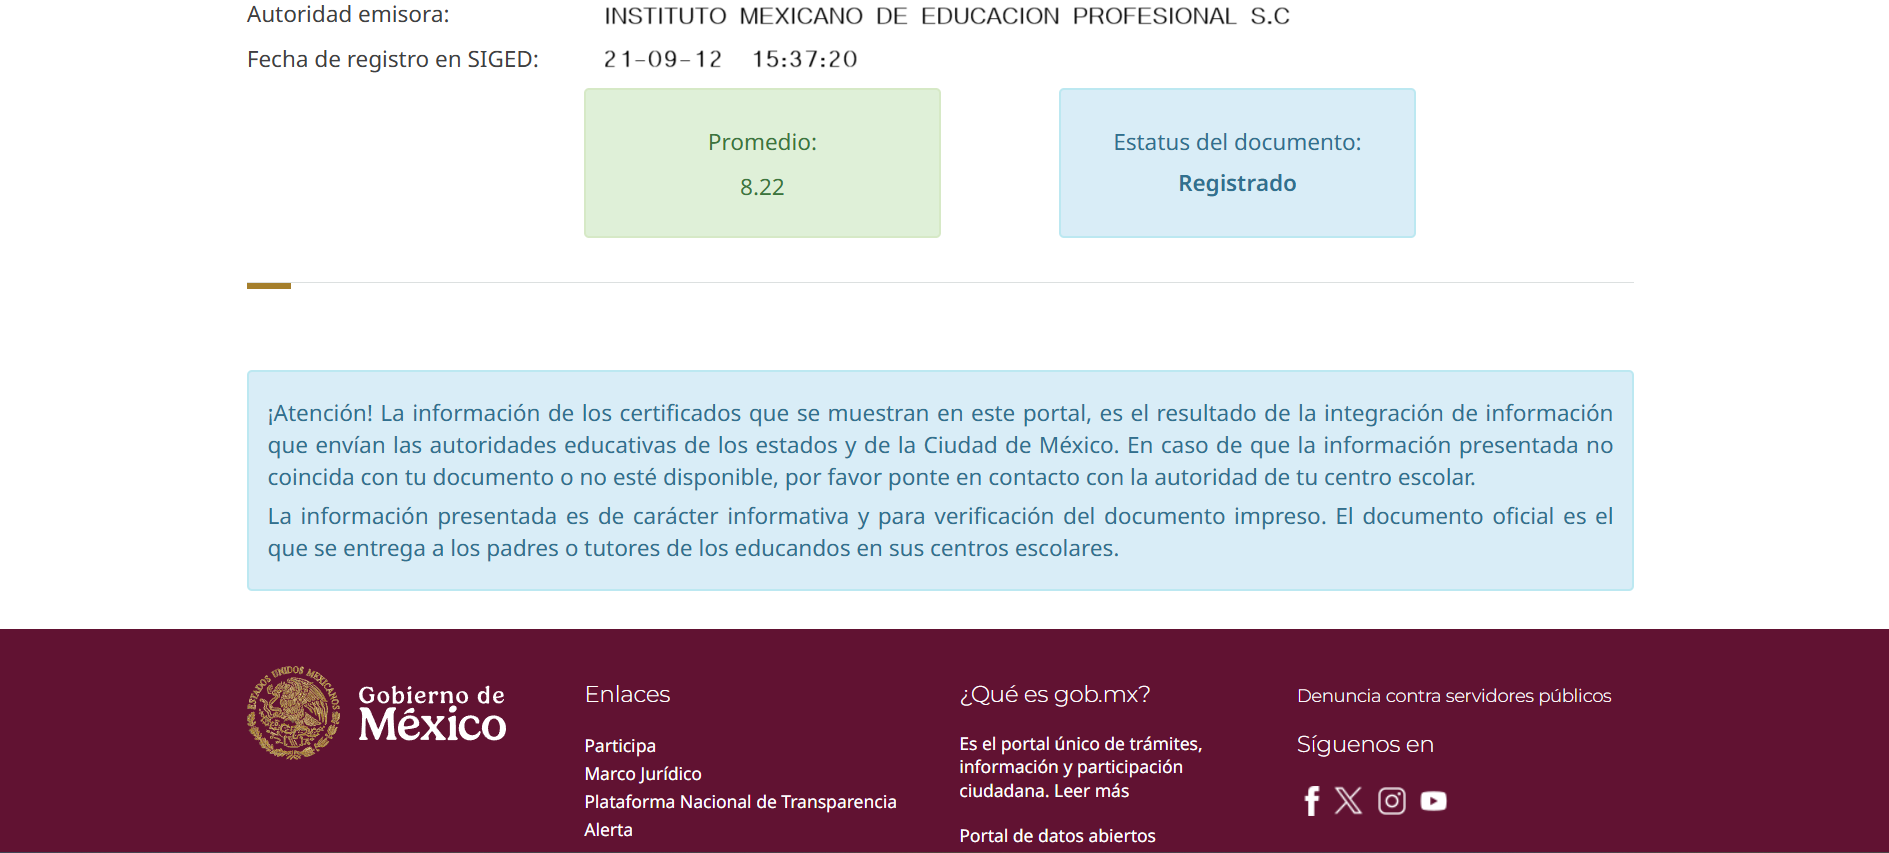 Autoridad emisora: INSTITUTO MEXICANO DE EDUCACION PROFESIONAL S.C
Fecha de registro en SIGED: 21-09-12 15:37:20
Promedio:
8.22
Estatus del documento:
Registrado
¡Atención! La información de los certificados que se muestran en este portal, es el resultado de la integración de información
que envían las autoridades educativas de los estados y de la Ciudad de México. En caso de que la información presentada no
coincida con tu documento o no esté disponible, por favor ponte en contacto con la autoridad de tu centro escolar.
La información presentada es de carácter informativa y para verificación del documento impreso. El documento oficial es el
que se entrega a los padres o tutores de los educandos en sus centros escolares.
ESTADOS UNIDOS MEXICANOS
Gobierno de
México
Enlaces
Participa
Marco Jurídico
Plataforma Nacional de Transparencia
Alerta
¿Qué es gob.mx?
Es el portal único de trámites,
información y participación
ciudadana. Leer más
Portal de datos abiertos
Denuncia contra servidores públicos
Síguenos en